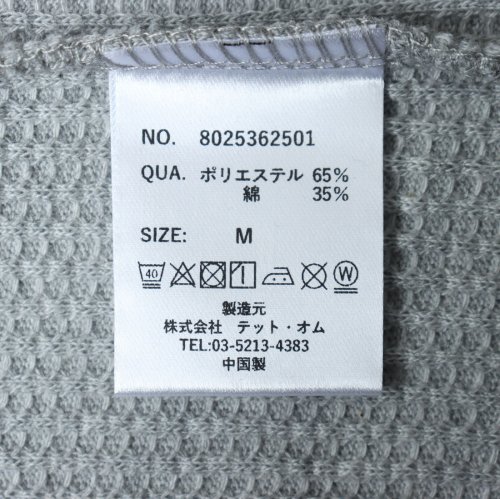 NO. 8025362501
QUA. ポリエステル 65%
綿 35%
SIZE: M
40 W
製造元
株式会社 テット・オム
TEL:03-5213-4383
中国製